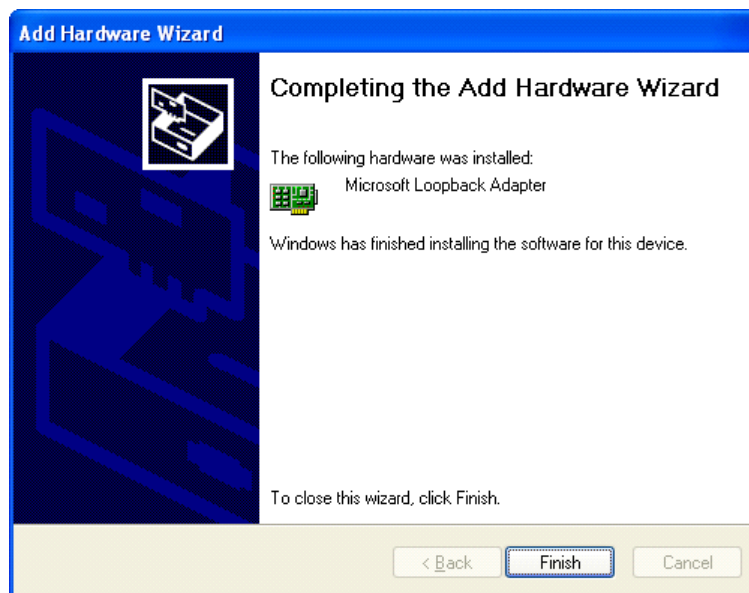 Add Hardware Wizard
Completing the Add Hardware Wizard
The following hardware was installed:
Microsoft Loopback Adapter
Windows has finished installing the software for this device.
To close this wizard, click Finish.
< Back Finish Cancel